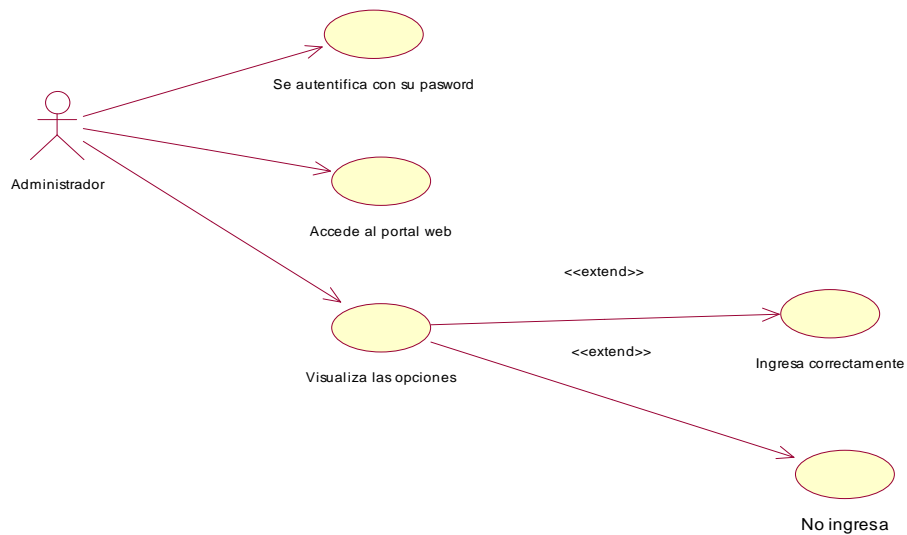 Se autentifica con su pasword
Administrador
Accede al portal web
<<extend>>
<<extend>>
Ingresa correctamente
Visualiza las opciones
No ingresa